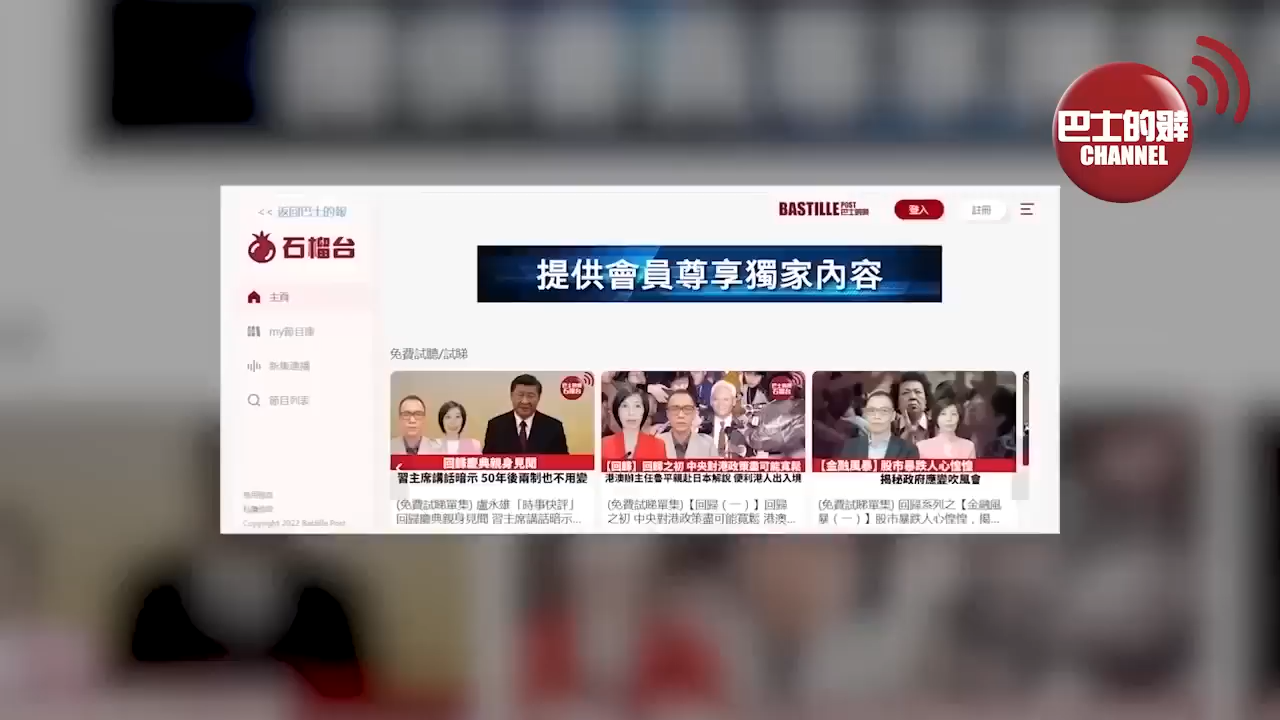 巴士的報
CHANNEL
<< 返回巴士的報
BASTILLE POST
巴士的報
登入
註冊
石榴台
提供會員尊享獨家內容
主頁
my節目庫
新集連播
節目列表
免費試聽/試睇
回歸慶典親身見聞
習主席講話暗示 50年後兩制也不用變
(免費試睇單集) 盧永雄「時事快評」
回歸慶典親身見聞 習主席講話暗示...
【回歸】回歸之初 中央對港政策盡可能寬鬆
港澳辦主任魯平親赴日本解說 便利港人出入境
(免費試睇單集)【回歸(一)】回歸
之初 中央對港政策盡可能寬鬆 港澳...
【金融風暴】股市暴跌人心惶惶
揭秘政府應變吹風會
(免費試睇單集) 回歸系列之【金融風
暴(一)】股市暴跌人心惶惶，揭...
Copyright 2022 Bastille Post